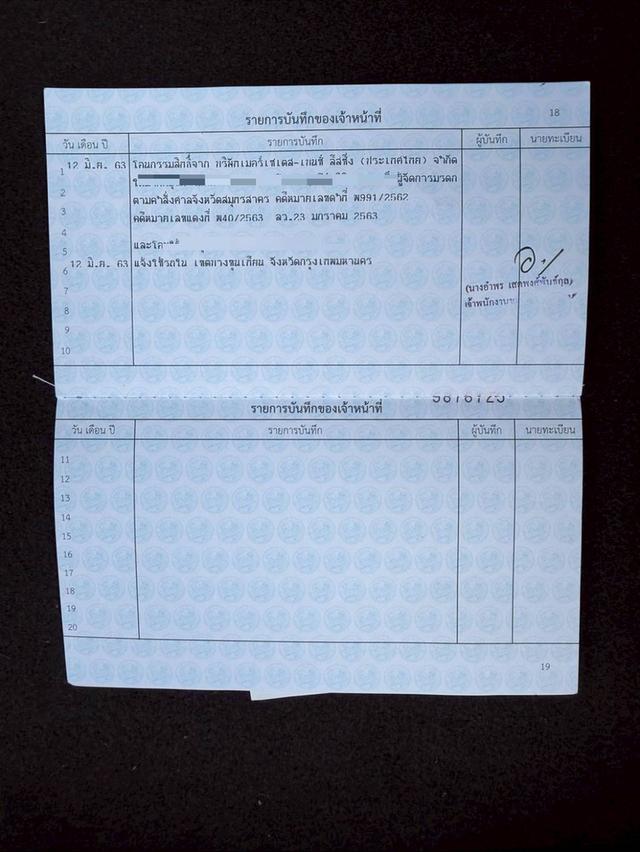 18
รายการบันทึกของเจ้าหน้าที่
วัน เดือน ปี รายการบันทึก ผู้บันทึก นายทะเบียน
1 12 มิ.ย. 63 โอนกรรมสิทธิ์จาก บริษัทเมอร์เซเดส-เบนซ์ ลีสซิ่ง (ประเทศไทย) จำกัด
ผู้จัดการมรดก
2 ตามคำสั่งศาลจังหวัดสมุทรสาคร คดีหมายเลขดำที่ พ991/2562
3 คดีหมายเลขแดงที่ พ40/2563 ลว.23 มกราคม 2563
4
5 และ
6 12 มิ.ย. 63 แจ้งใช้รถใน เขตบางขุนเทียน จังหวัดกรุงเทพมหานคร
7 (นางอำพร
8 เจ้าพนักงาน
9
10
9876125
รายการบันทึกของเจ้าหน้าที่
วัน เดือน ปี รายการบันทึก ผู้บันทึก นายทะเบียน
11
12
13
14
15
16
17
18
19
20
19